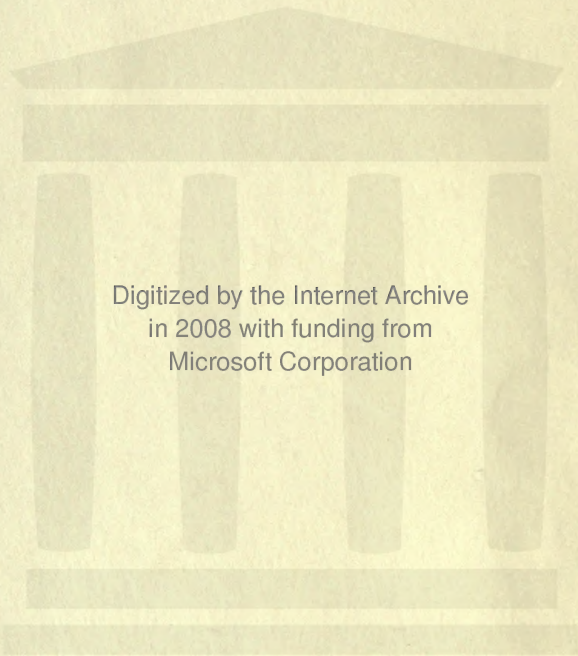 Digitized by the Internet Archive
in 2008 with funding from
Microsoft Corporation